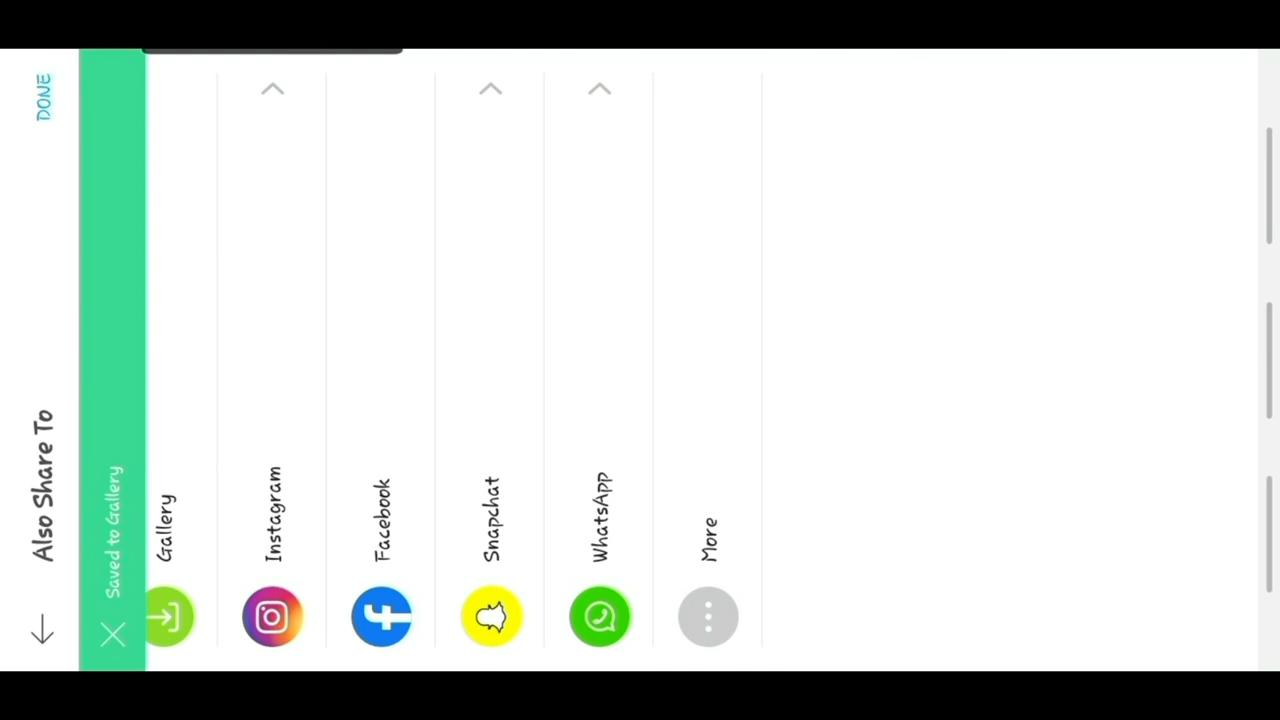 Also Share To
DONE
Saved to Gallery
Gallery
Instagram
Facebook
Snapchat
WhatsApp
More